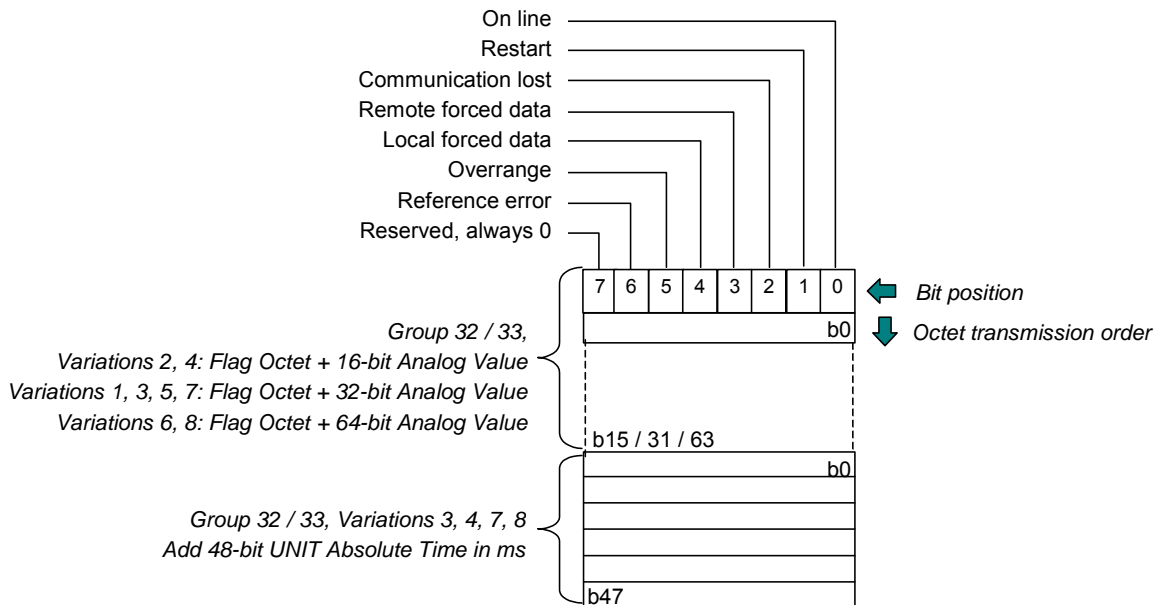 On line
Restart
Communication lost
Remote forced data
Local forced data
Overrange
Reference error
Reserved, always 0
7 6 5 4 3 2 1 0
Bit position
b0
Octet transmission order
Group 32 / 33,
Variations 2, 4: Flag Octet + 16-bit Analog Value
Variations 1, 3, 5, 7: Flag Octet + 32-bit Analog Value
Variations 6, 8: Flag Octet + 64-bit Analog Value
b15 / 31 / 63
b0
Group 32 / 33, Variations 3, 4, 7, 8
Add 48-bit UNIT Absolute Time in ms
b47